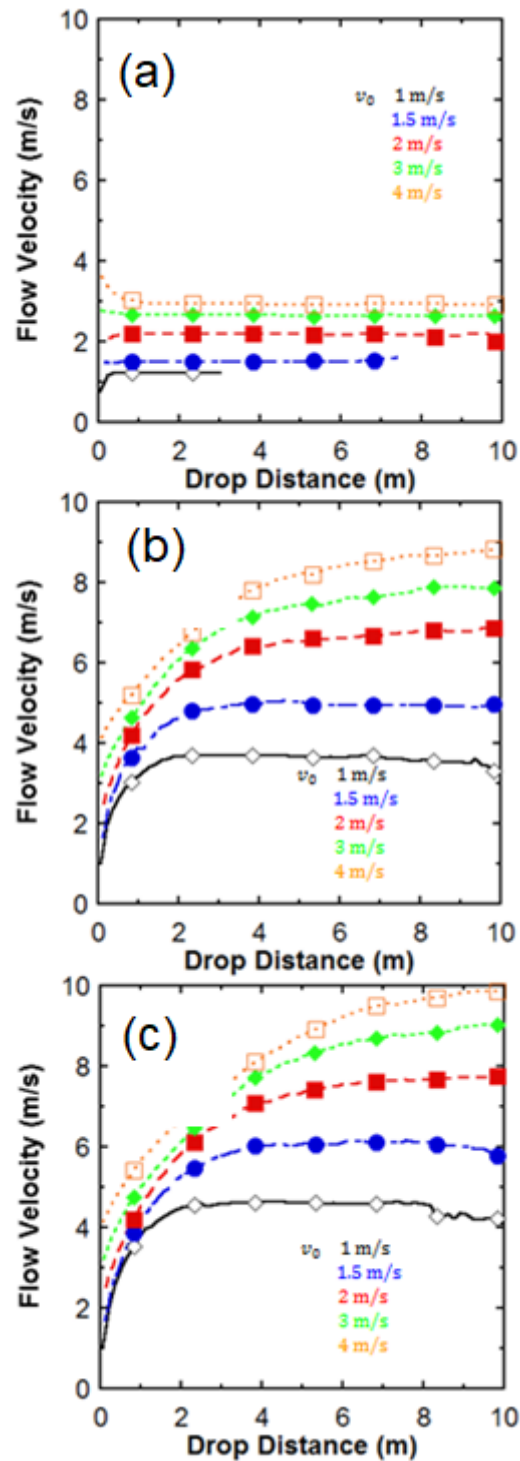 10
(a)
v₀ 1 m/s
8
1.5 m/s
2 m/s
3 m/s
6
4 m/s
Flow Velocity (m/s)
4
2
0
0 2 4 6 8 10
Drop Distance (m)
10
(b)
8
Flow Velocity (m/s)
6
4
v₀ 1 m/s
1.5 m/s
2
2 m/s
3 m/s
4 m/s
0
0 2 4 6 8 10
Drop Distance (m)
10
(c)
8
Flow Velocity (m/s)
6
4
v₀ 1 m/s
1.5 m/s
2
2 m/s
3 m/s
4 m/s
0
0 2 4 6 8 10
Drop Distance (m)